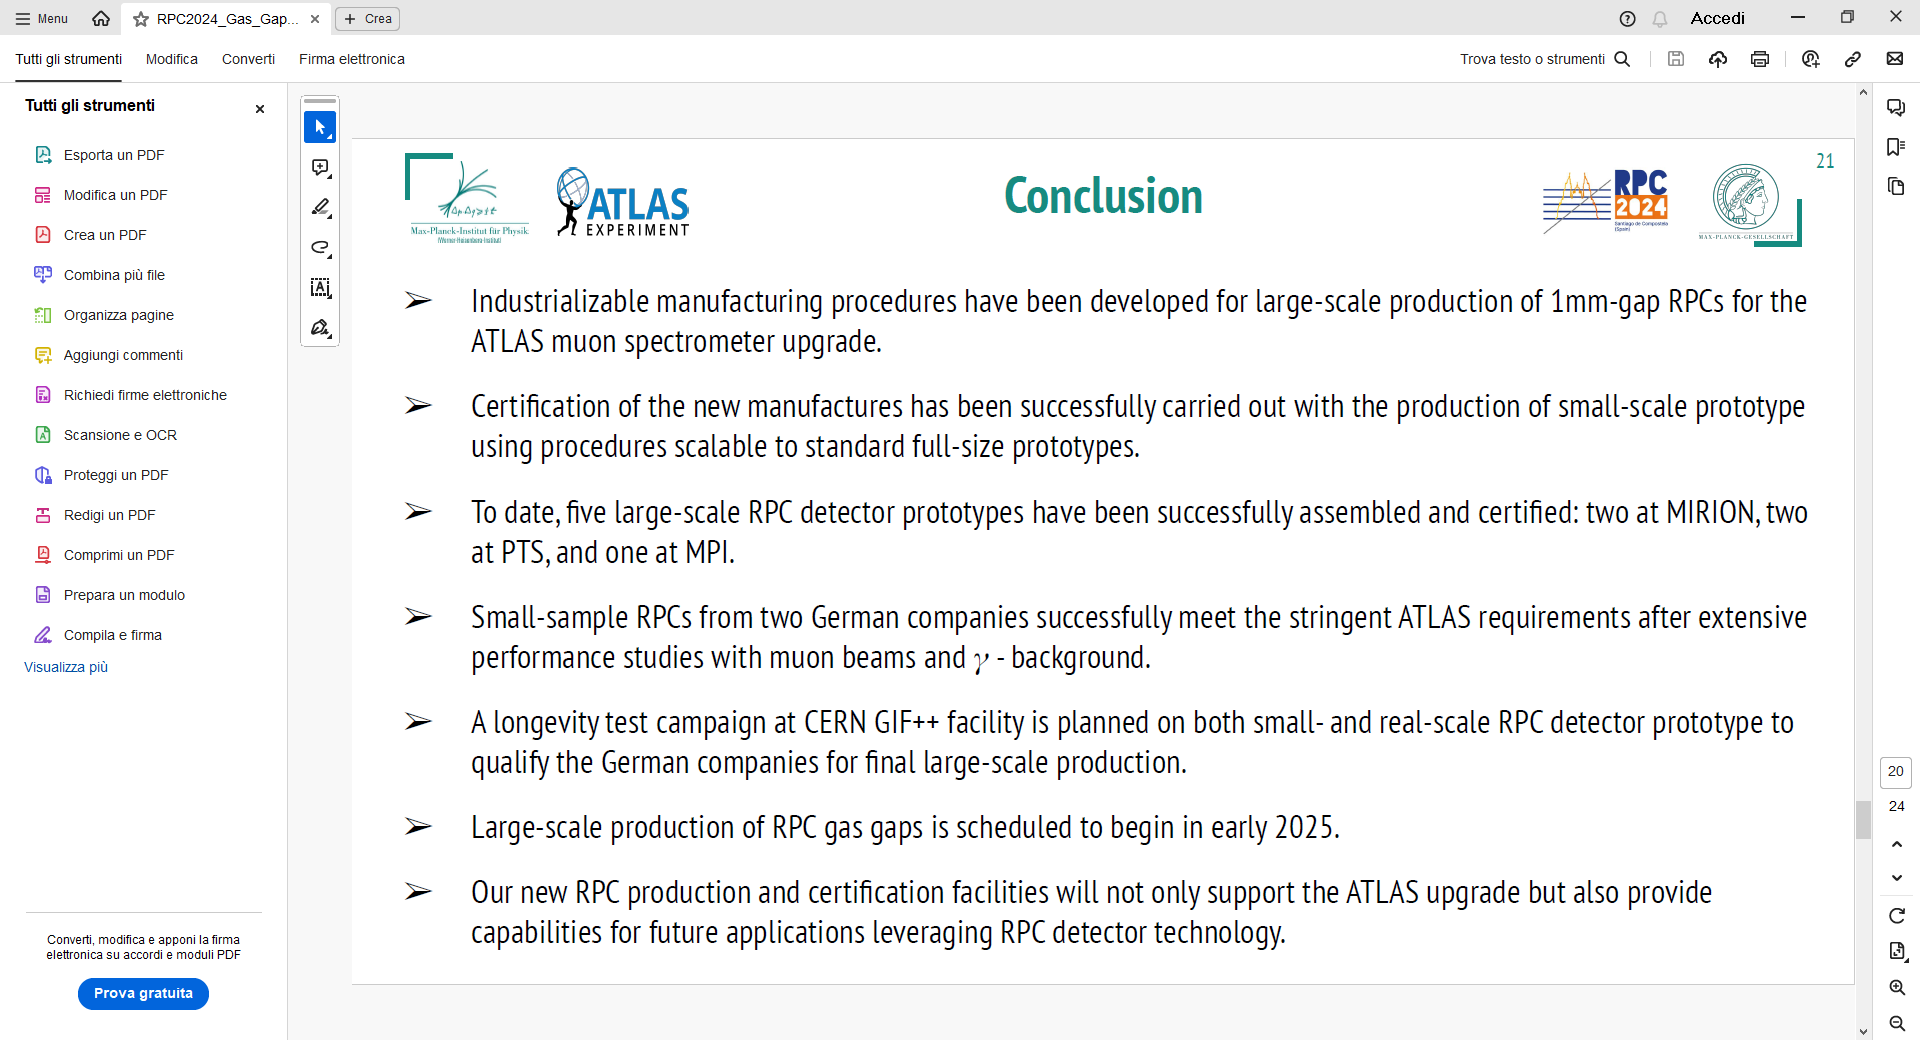 Menu
RPC2024_Gas_Gap...
Crea
Accedi
Tutti gli strumenti
Modifica
Converti
Firma elettronica
Trova testo o strumenti
Tutti gli strumenti
Esporta un PDF
Modifica un PDF
Crea un PDF
Combina più file
Organizza pagine
Aggiungi commenti
Richiedi firme elettroniche
Scansione e OCR
Proteggi un PDF
Redigi un PDF
Comprimi un PDF
Prepara un modulo
Compila e firma
Visualizza più
Converti, modifica e apponi la firma
elettronica su accordi e moduli PDF
Prova gratuita
Max-Planck-Institut für Physik
(Werner-Heisenberg-Institut)
ATLAS
EXPERIMENT
Conclusion
RPC
2024
Santiago de Compostela
(Spain)
MAX-PLANCK-GESELLSCHAFT
21
➢ Industrializable manufacturing procedures have been developed for large-scale production of 1mm-gap RPCs for the
ATLAS muon spectrometer upgrade.
➢ Certification of the new manufactures has been successfully carried out with the production of small-scale prototype
using procedures scalable to standard full-size prototypes.
➢ To date, five large-scale RPC detector prototypes have been successfully assembled and certified: two at MIRION, two
at PTS, and one at MPI.
➢ Small-sample RPCs from two German companies successfully meet the stringent ATLAS requirements after extensive
performance studies with muon beams and γ - background.
➢ A longevity test campaign at CERN GIF++ facility is planned on both small- and real-scale RPC detector prototype to
qualify the German companies for final large-scale production.
➢ Large-scale production of RPC gas gaps is scheduled to begin in early 2025.
➢ Our new RPC production and certification facilities will not only support the ATLAS upgrade but also provide
capabilities for future applications leveraging RPC detector technology.
20
24